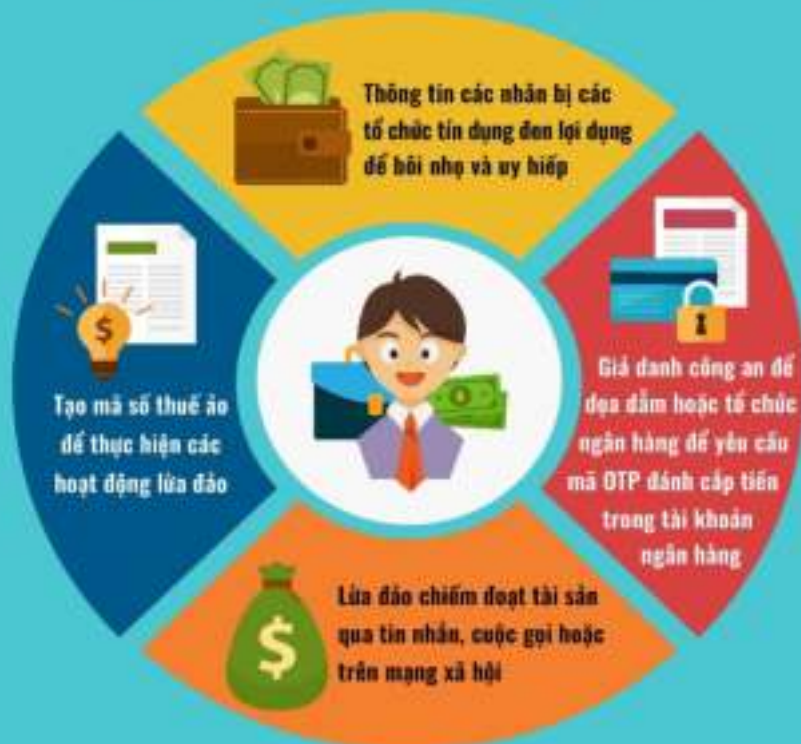 Thông tin các nhân bị các
tổ chức tín dụng đen lợi dụng
để bôi nhọ và uy hiếp
Tạo mã số thuế ảo
để thực hiện các
hoạt động lừa đảo
Giả danh công an để
dọa dẫm hoặc tổ chức
ngân hàng để yêu cầu
mã OTP đánh cắp tiền
trong tài khoản
ngân hàng
Lừa đảo chiếm đoạt tài sản
qua tin nhắn, cuộc gọi hoặc
trên mạng xã hội